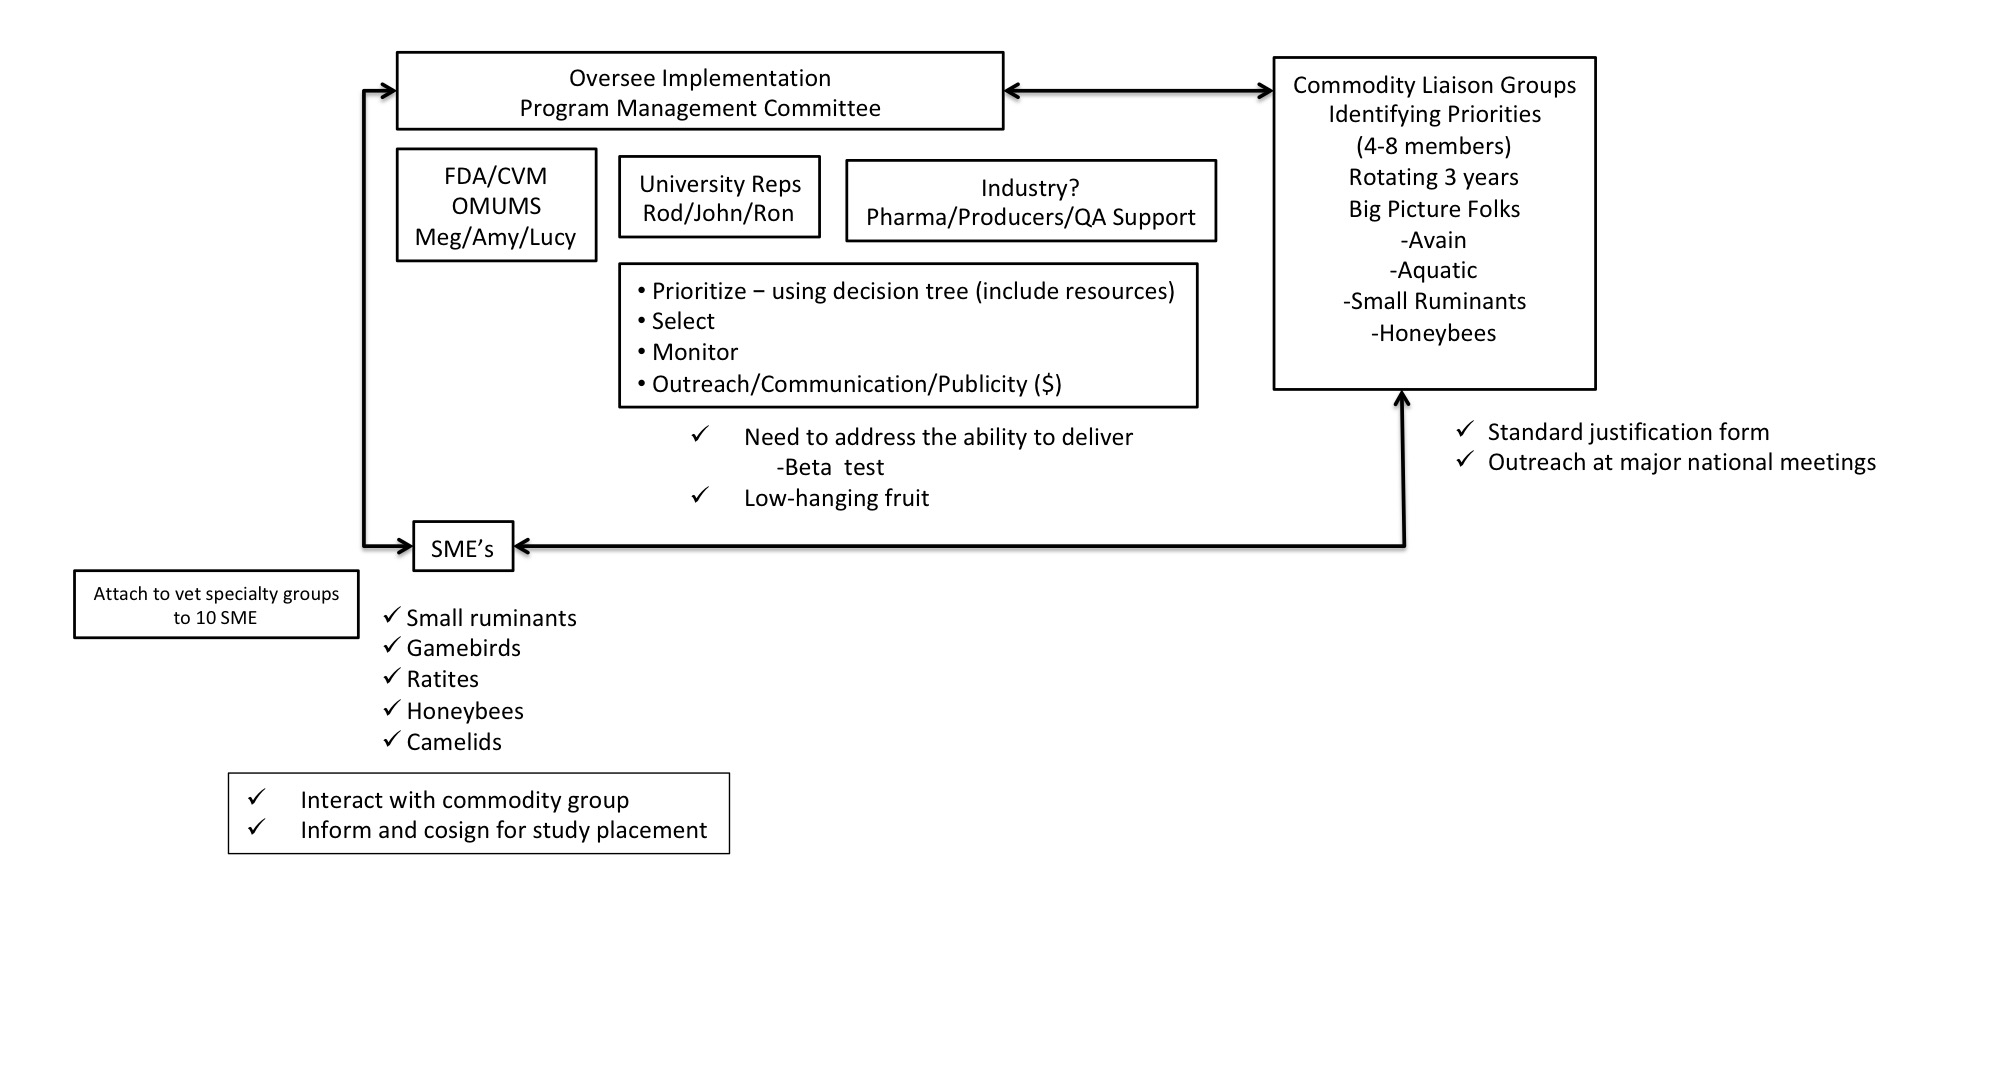 Oversee Implementation
Program Management Committee
Commodity Liaison Groups
Identifying Priorities
(4-8 members)
Rotating 3 years
Big Picture Folks
-Avain
-Aquatic
-Small Ruminants
-Honeybees
FDA/CVM
OMUMS
Meg/Amy/Lucy
University Reps
Rod/John/Ron
Industry?
Pharma/Producers/QA Support
• Prioritize – using decision tree (include resources)
• Select
• Monitor
• Outreach/Communication/Publicity ($)
✓ Need to address the ability to deliver
-Beta  test
✓ Low-hanging fruit
✓ Standard justification form
✓ Outreach at major national meetings
SME’s
Attach to vet specialty groups
to 10 SME
✓ Small ruminants
✓ Gamebirds
✓ Ratites
✓ Honeybees
✓ Camelids
✓ Interact with commodity group
✓ Inform and cosign for study placement